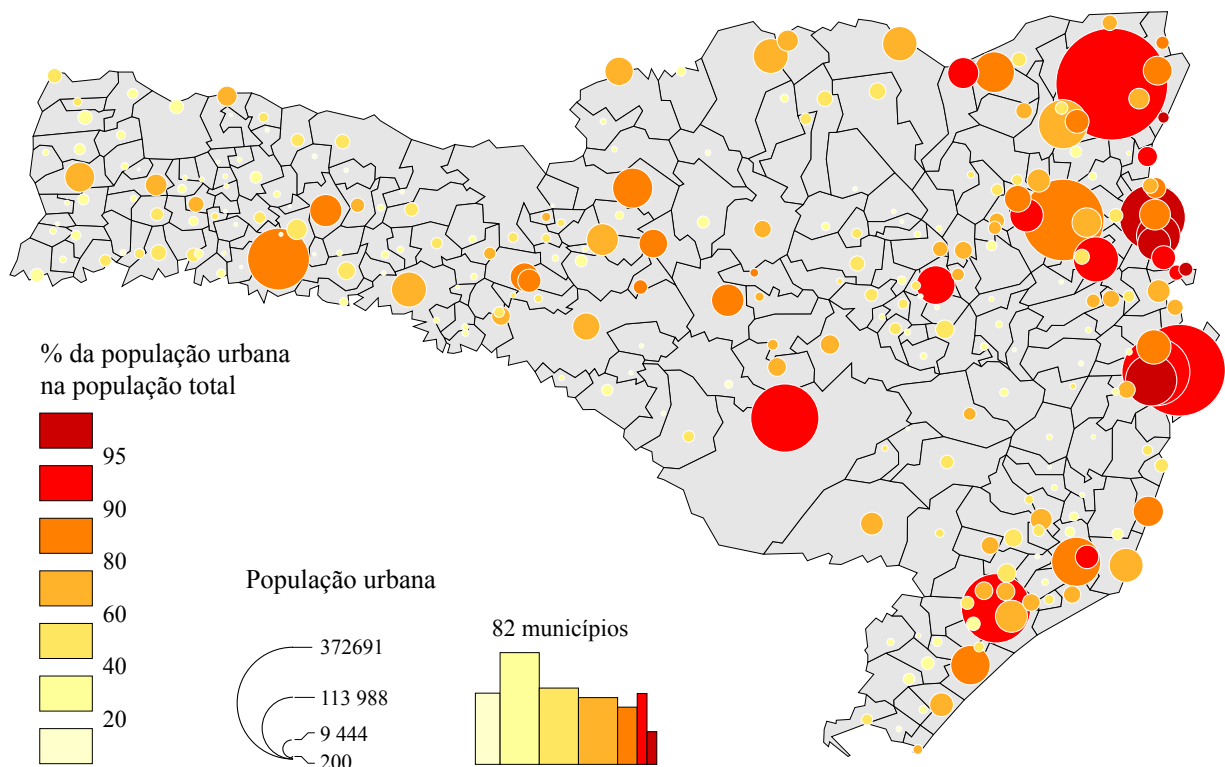 % da população urbana
na população total
95
90
80
60
40
20
População urbana
372691
113 988
9 444
200
82 municípios